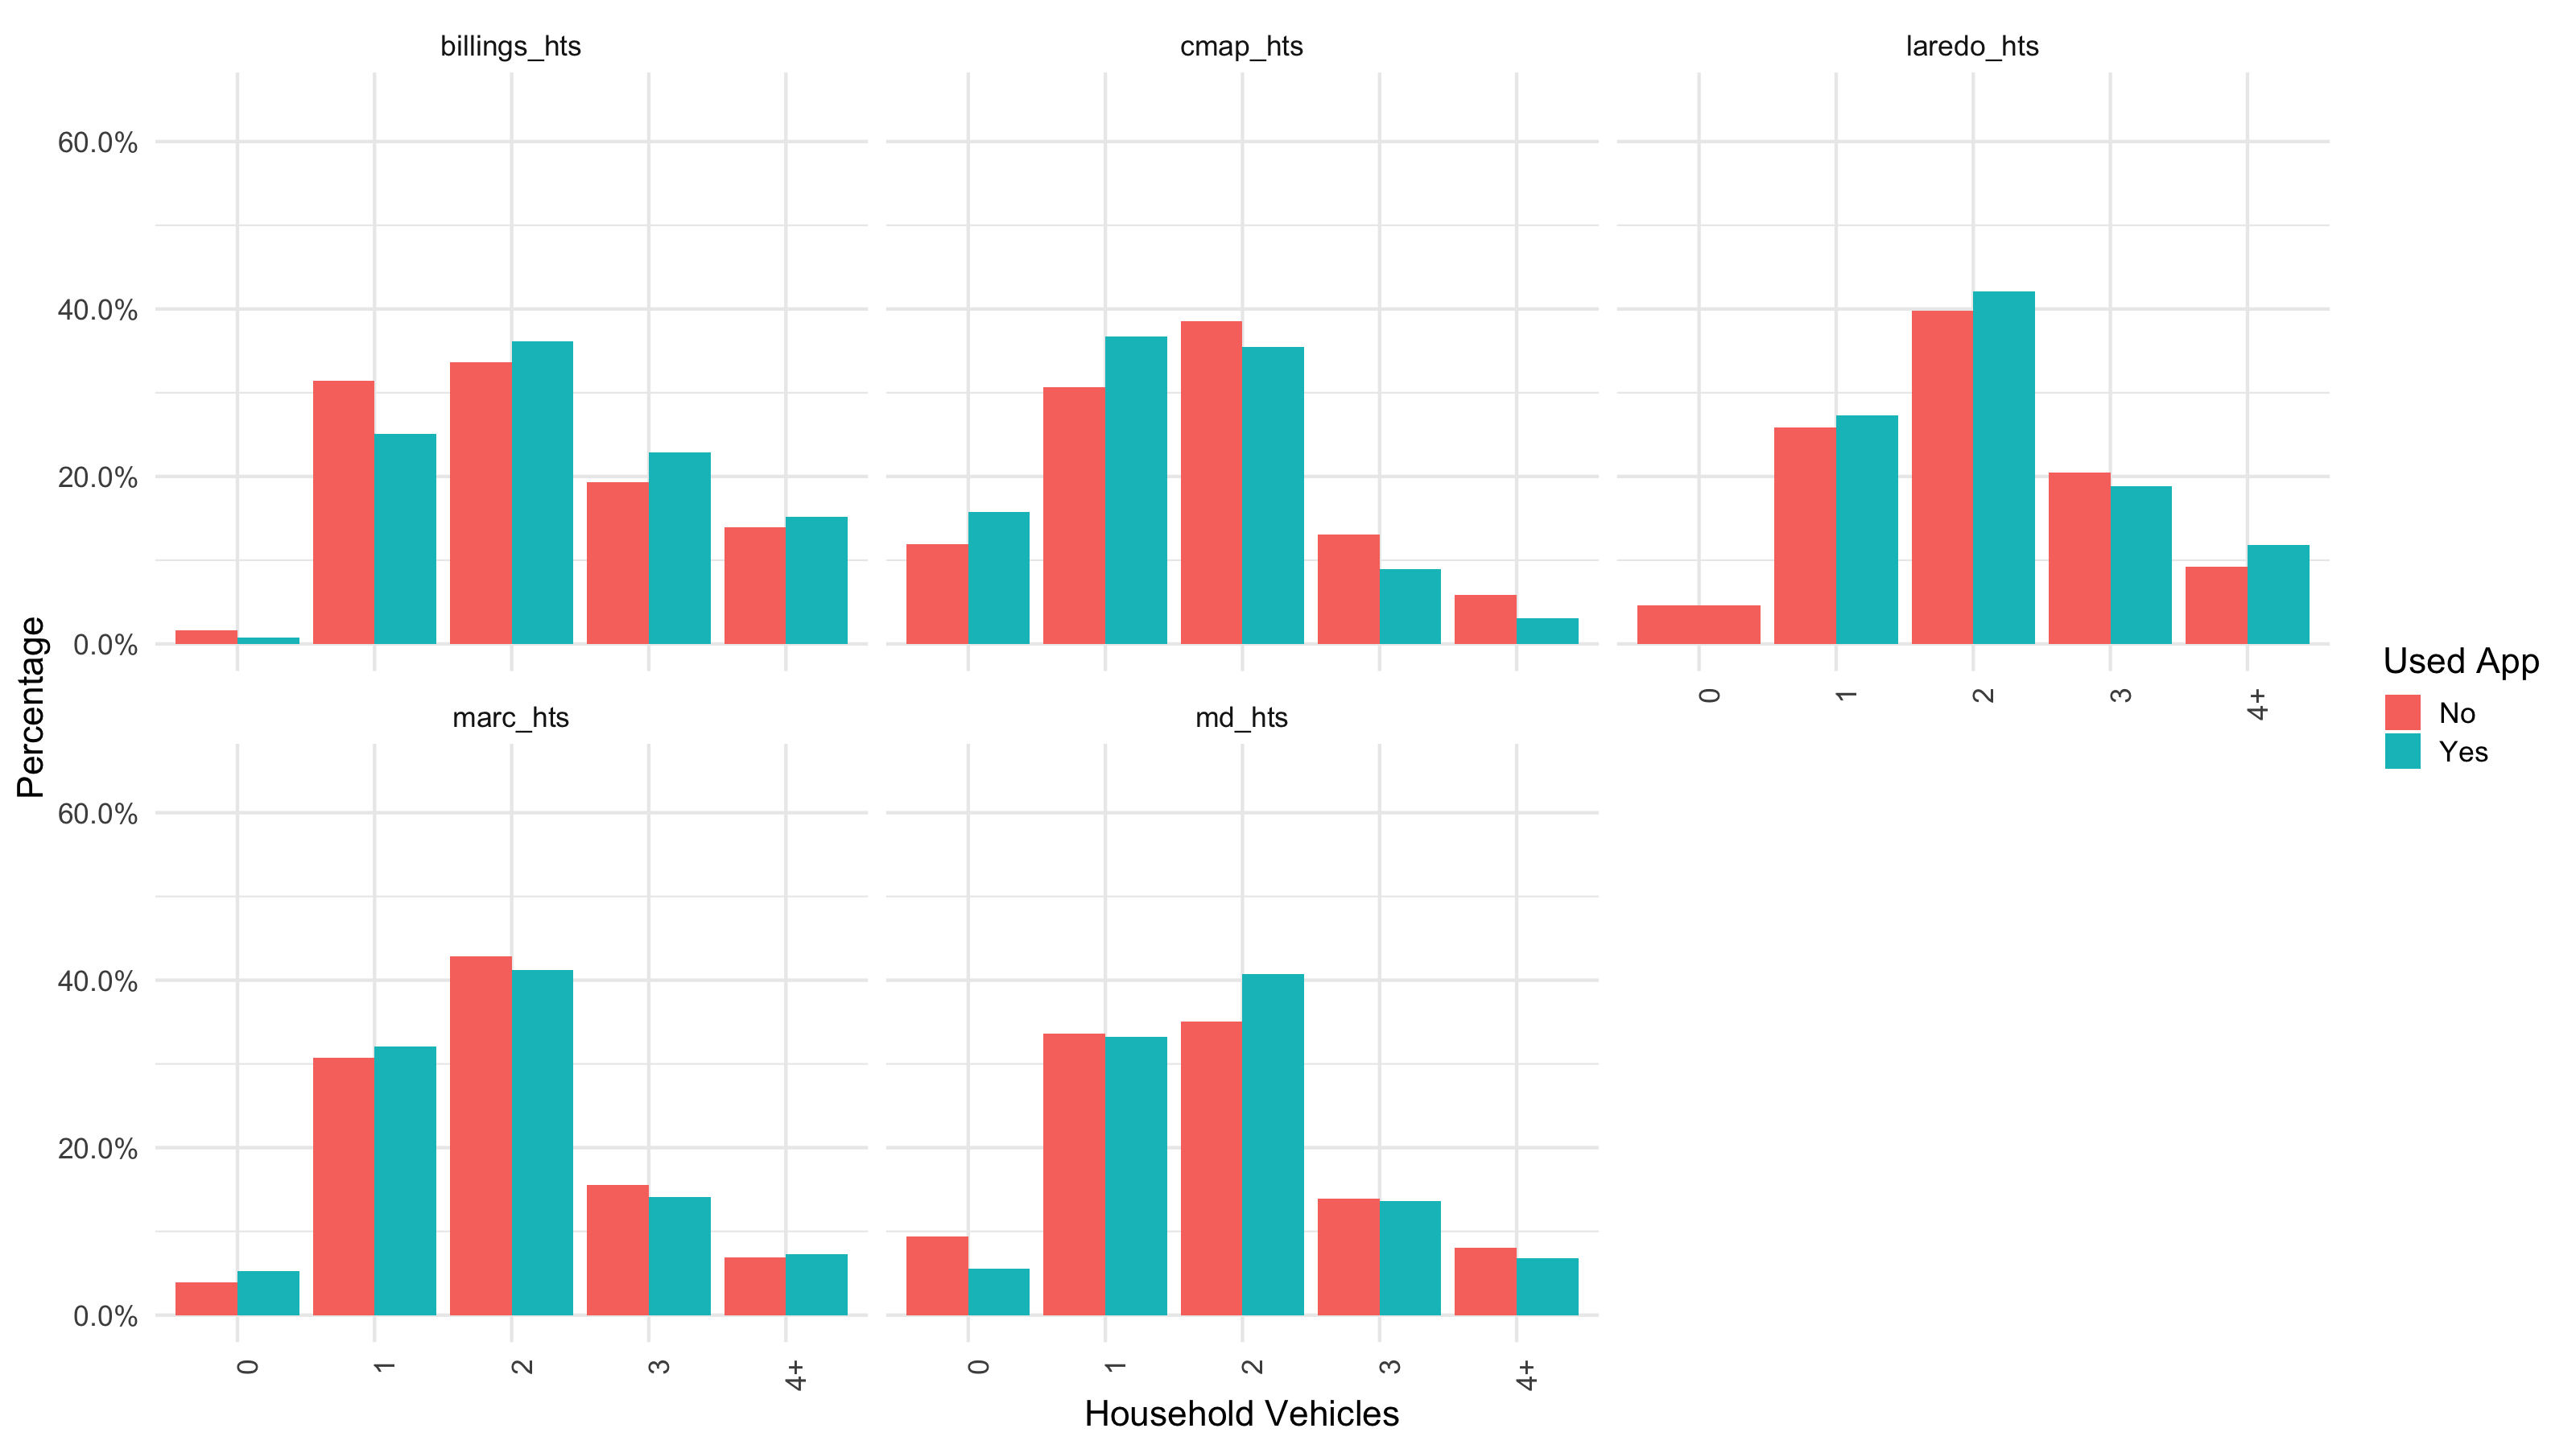 billings_hts
cmap_hts
laredo_hts
60.0%
40.0%
20.0%
0.0%
0 1 2 3 4+
marc_hts
md_hts
60.0%
40.0%
20.0%
0.0%
0 1 2 3 4+
0 1 2 3 4+
Household Vehicles
Percentage
Used App
No
Yes